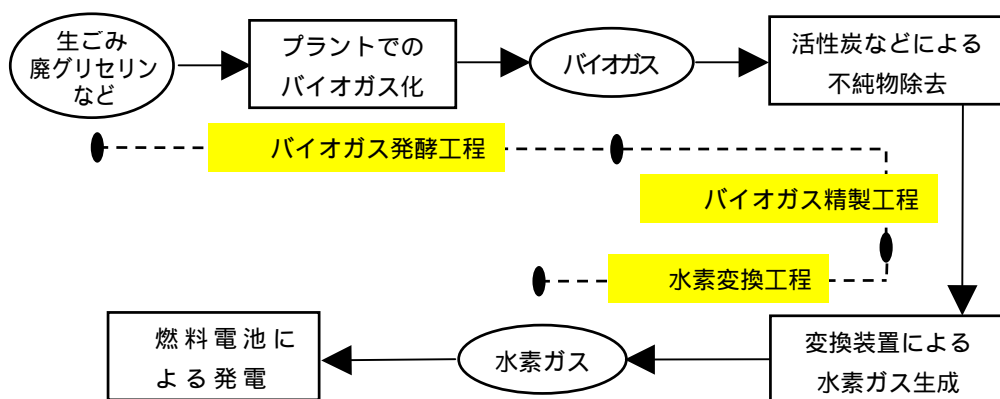 生ごみ
廃グリセリン
など
プラントでの
バイオガス化
バイオガス
活性炭などによる
不純物除去
バイオガス発酵工程
バイオガス精製工程
水素変換工程
燃料電池に
よる発電
水素ガス
変換装置による
水素ガス生成